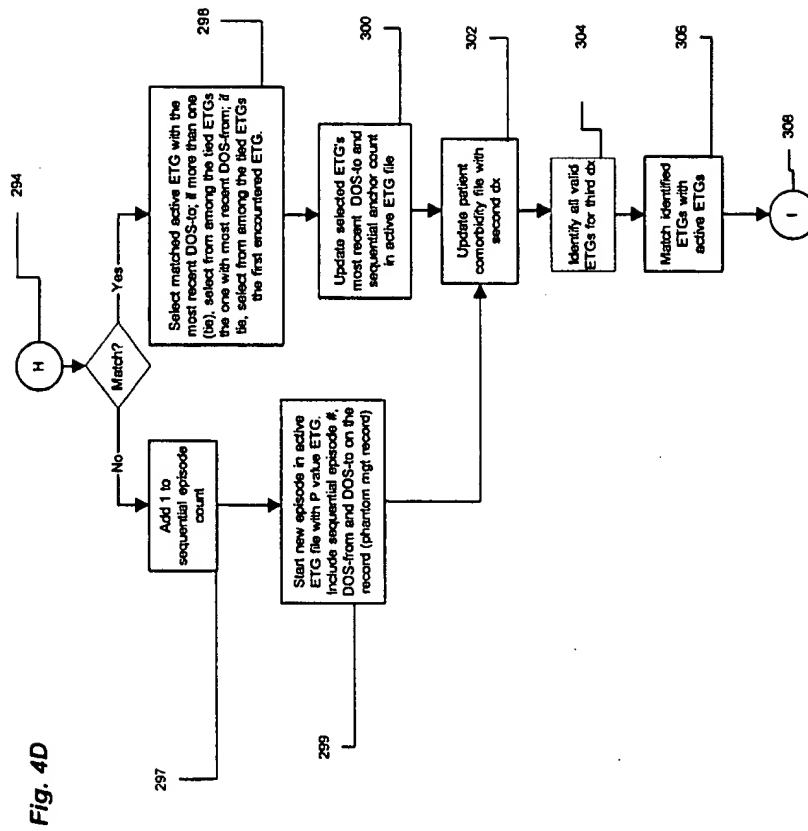 Fig. 4D
294
H
Match?
No
Yes
Add 1 to
sequential episode
count
297
Select matched active ETG with the
most recent DOS-to; if more than one
(tie), select from among the tied ETGs
the one with most recent DOS-from; if
tie, select from among the tied ETGs
the first encountered ETG.
298
Start new episode in active
ETG file with P value ETG.
Include sequential episode #,
DOS-from and DOS-to on the
record (phantom mgt record)
299
Update selected ETG's
most recent DOS-to and
sequential anchor count
in active ETG file
300
Update patient
comorbidity file with
second dx
302
Identify all valid
ETGs for third dx
304
Match identified
ETGs with
active ETGs
306
I
308